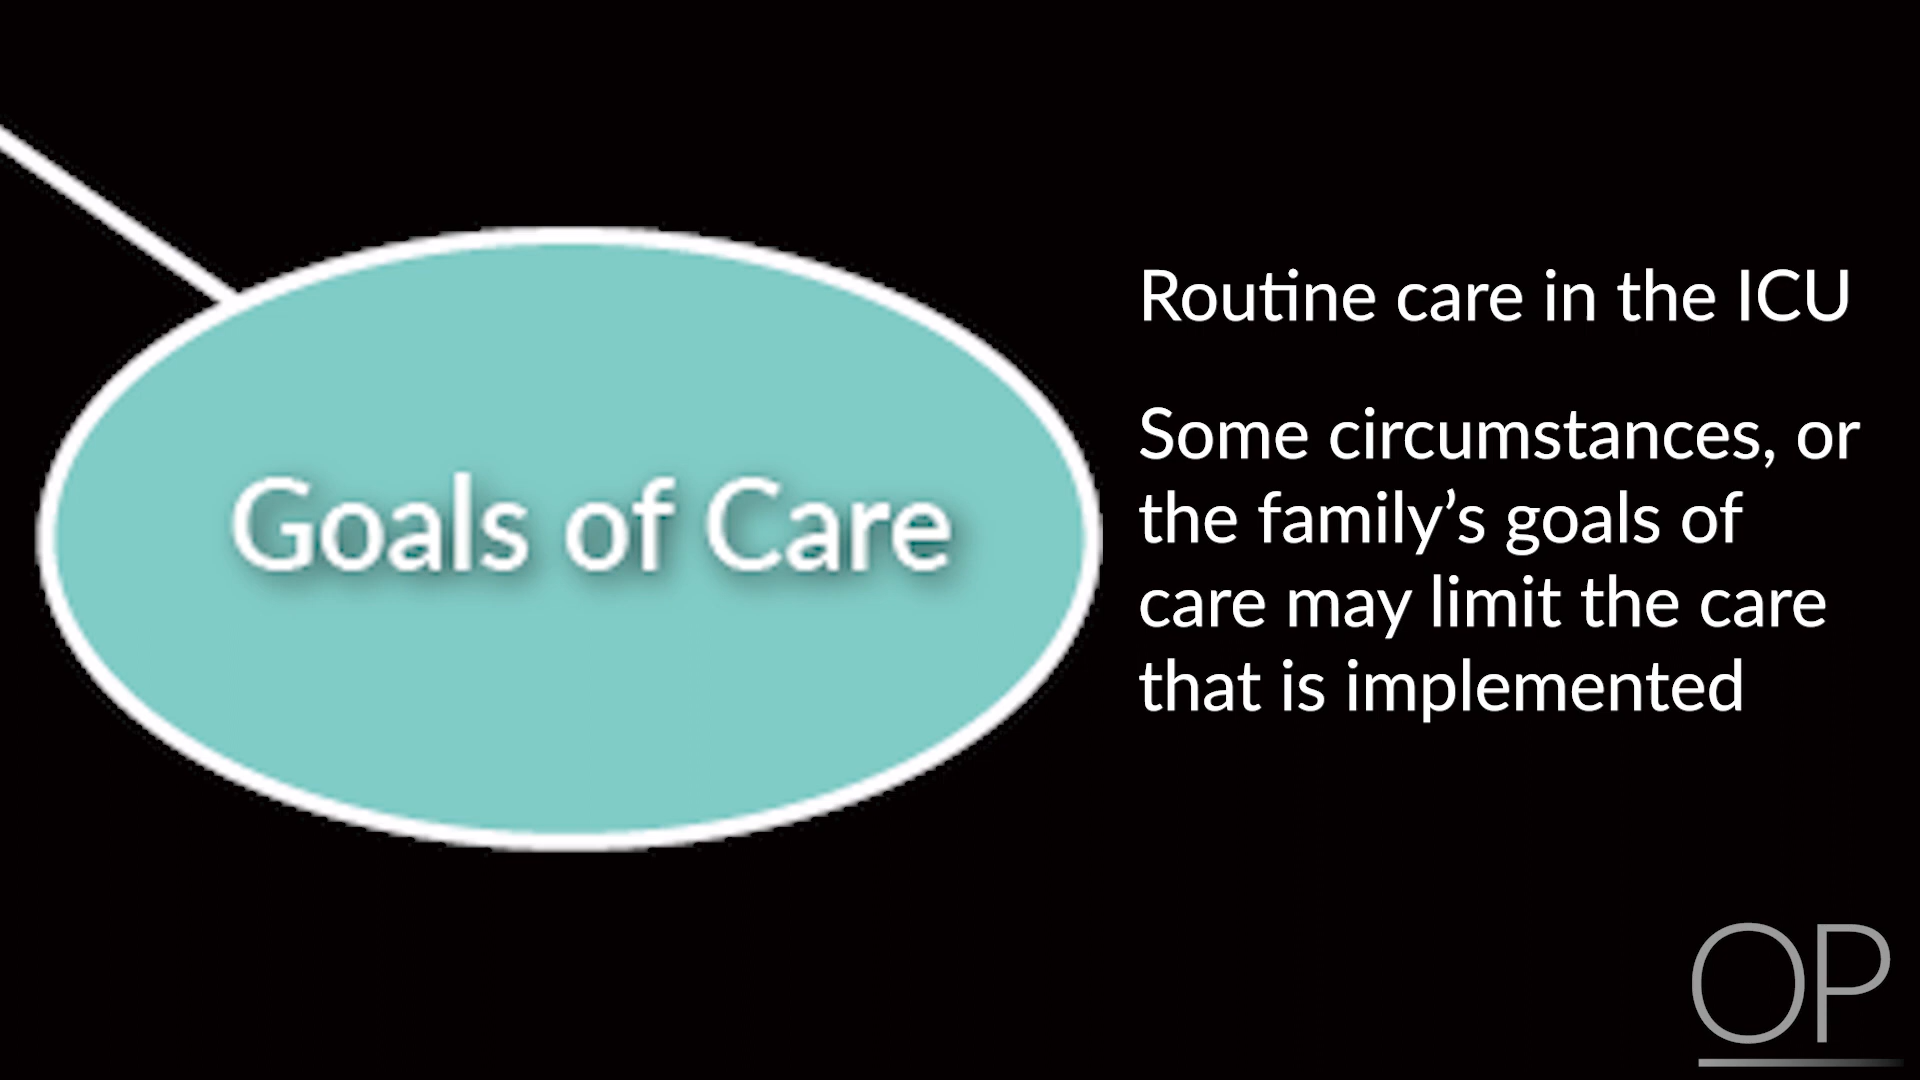 Goals of Care
Routine care in the ICU
Some circumstances, or
the family’s goals of
care may limit the care
that is implemented
OP